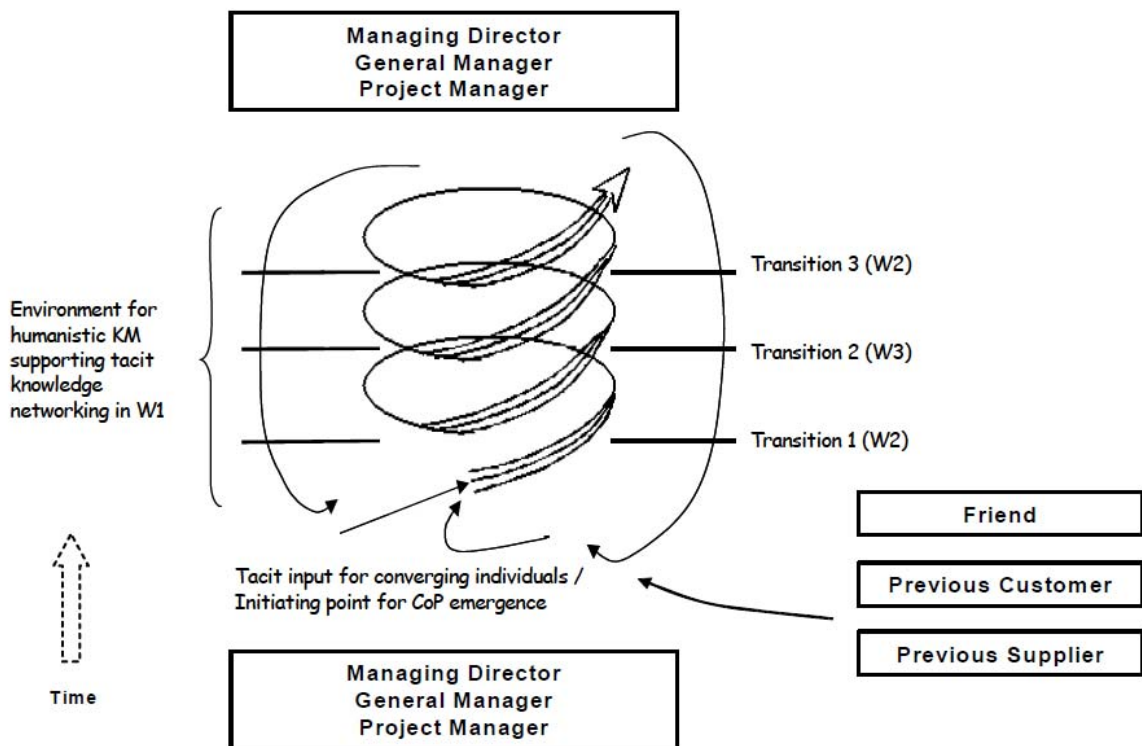 Managing Director
General Manager
Project Manager
Transition 3 (W2)
Environment for
humanistic KM
supporting tacit
knowledge
networking in W1
Transition 2 (W3)
Transition 1 (W2)
Friend
Tacit input for converging individuals /
Initiating point for CoP emergence
Previous Customer
Previous Supplier
Time
Managing Director
General Manager
Project Manager